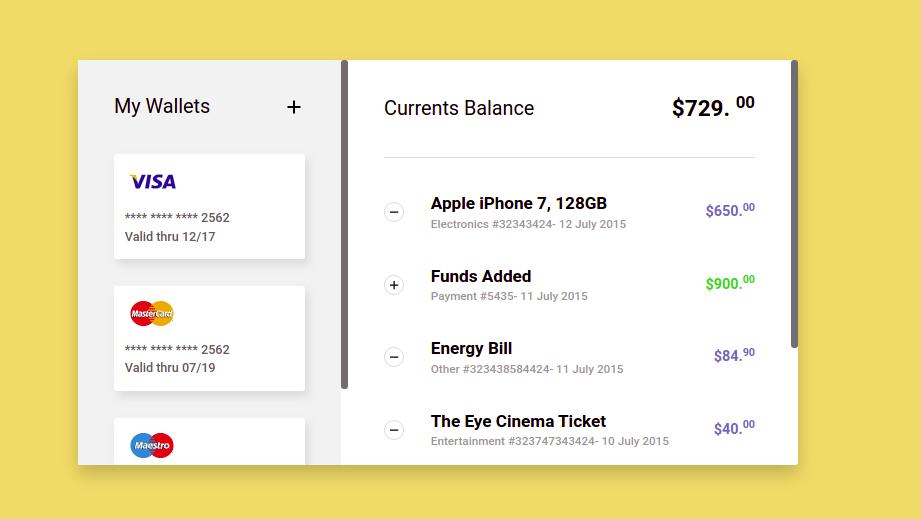 My Wallets +
VISA
**** **** **** 2562
Valid thru 12/17
MasterCard
**** **** **** 2562
Valid thru 07/19
Maestro
Currents Balance $729. 00
Apple iPhone 7, 128GB $650.00
Electronics #32343424- 12 July 2015
Funds Added $900.00
Payment #5435- 11 July 2015
Energy Bill $84.90
Other #323438584424- 11 July 2015
The Eye Cinema Ticket $40.00
Entertainment #323747343424- 10 July 2015